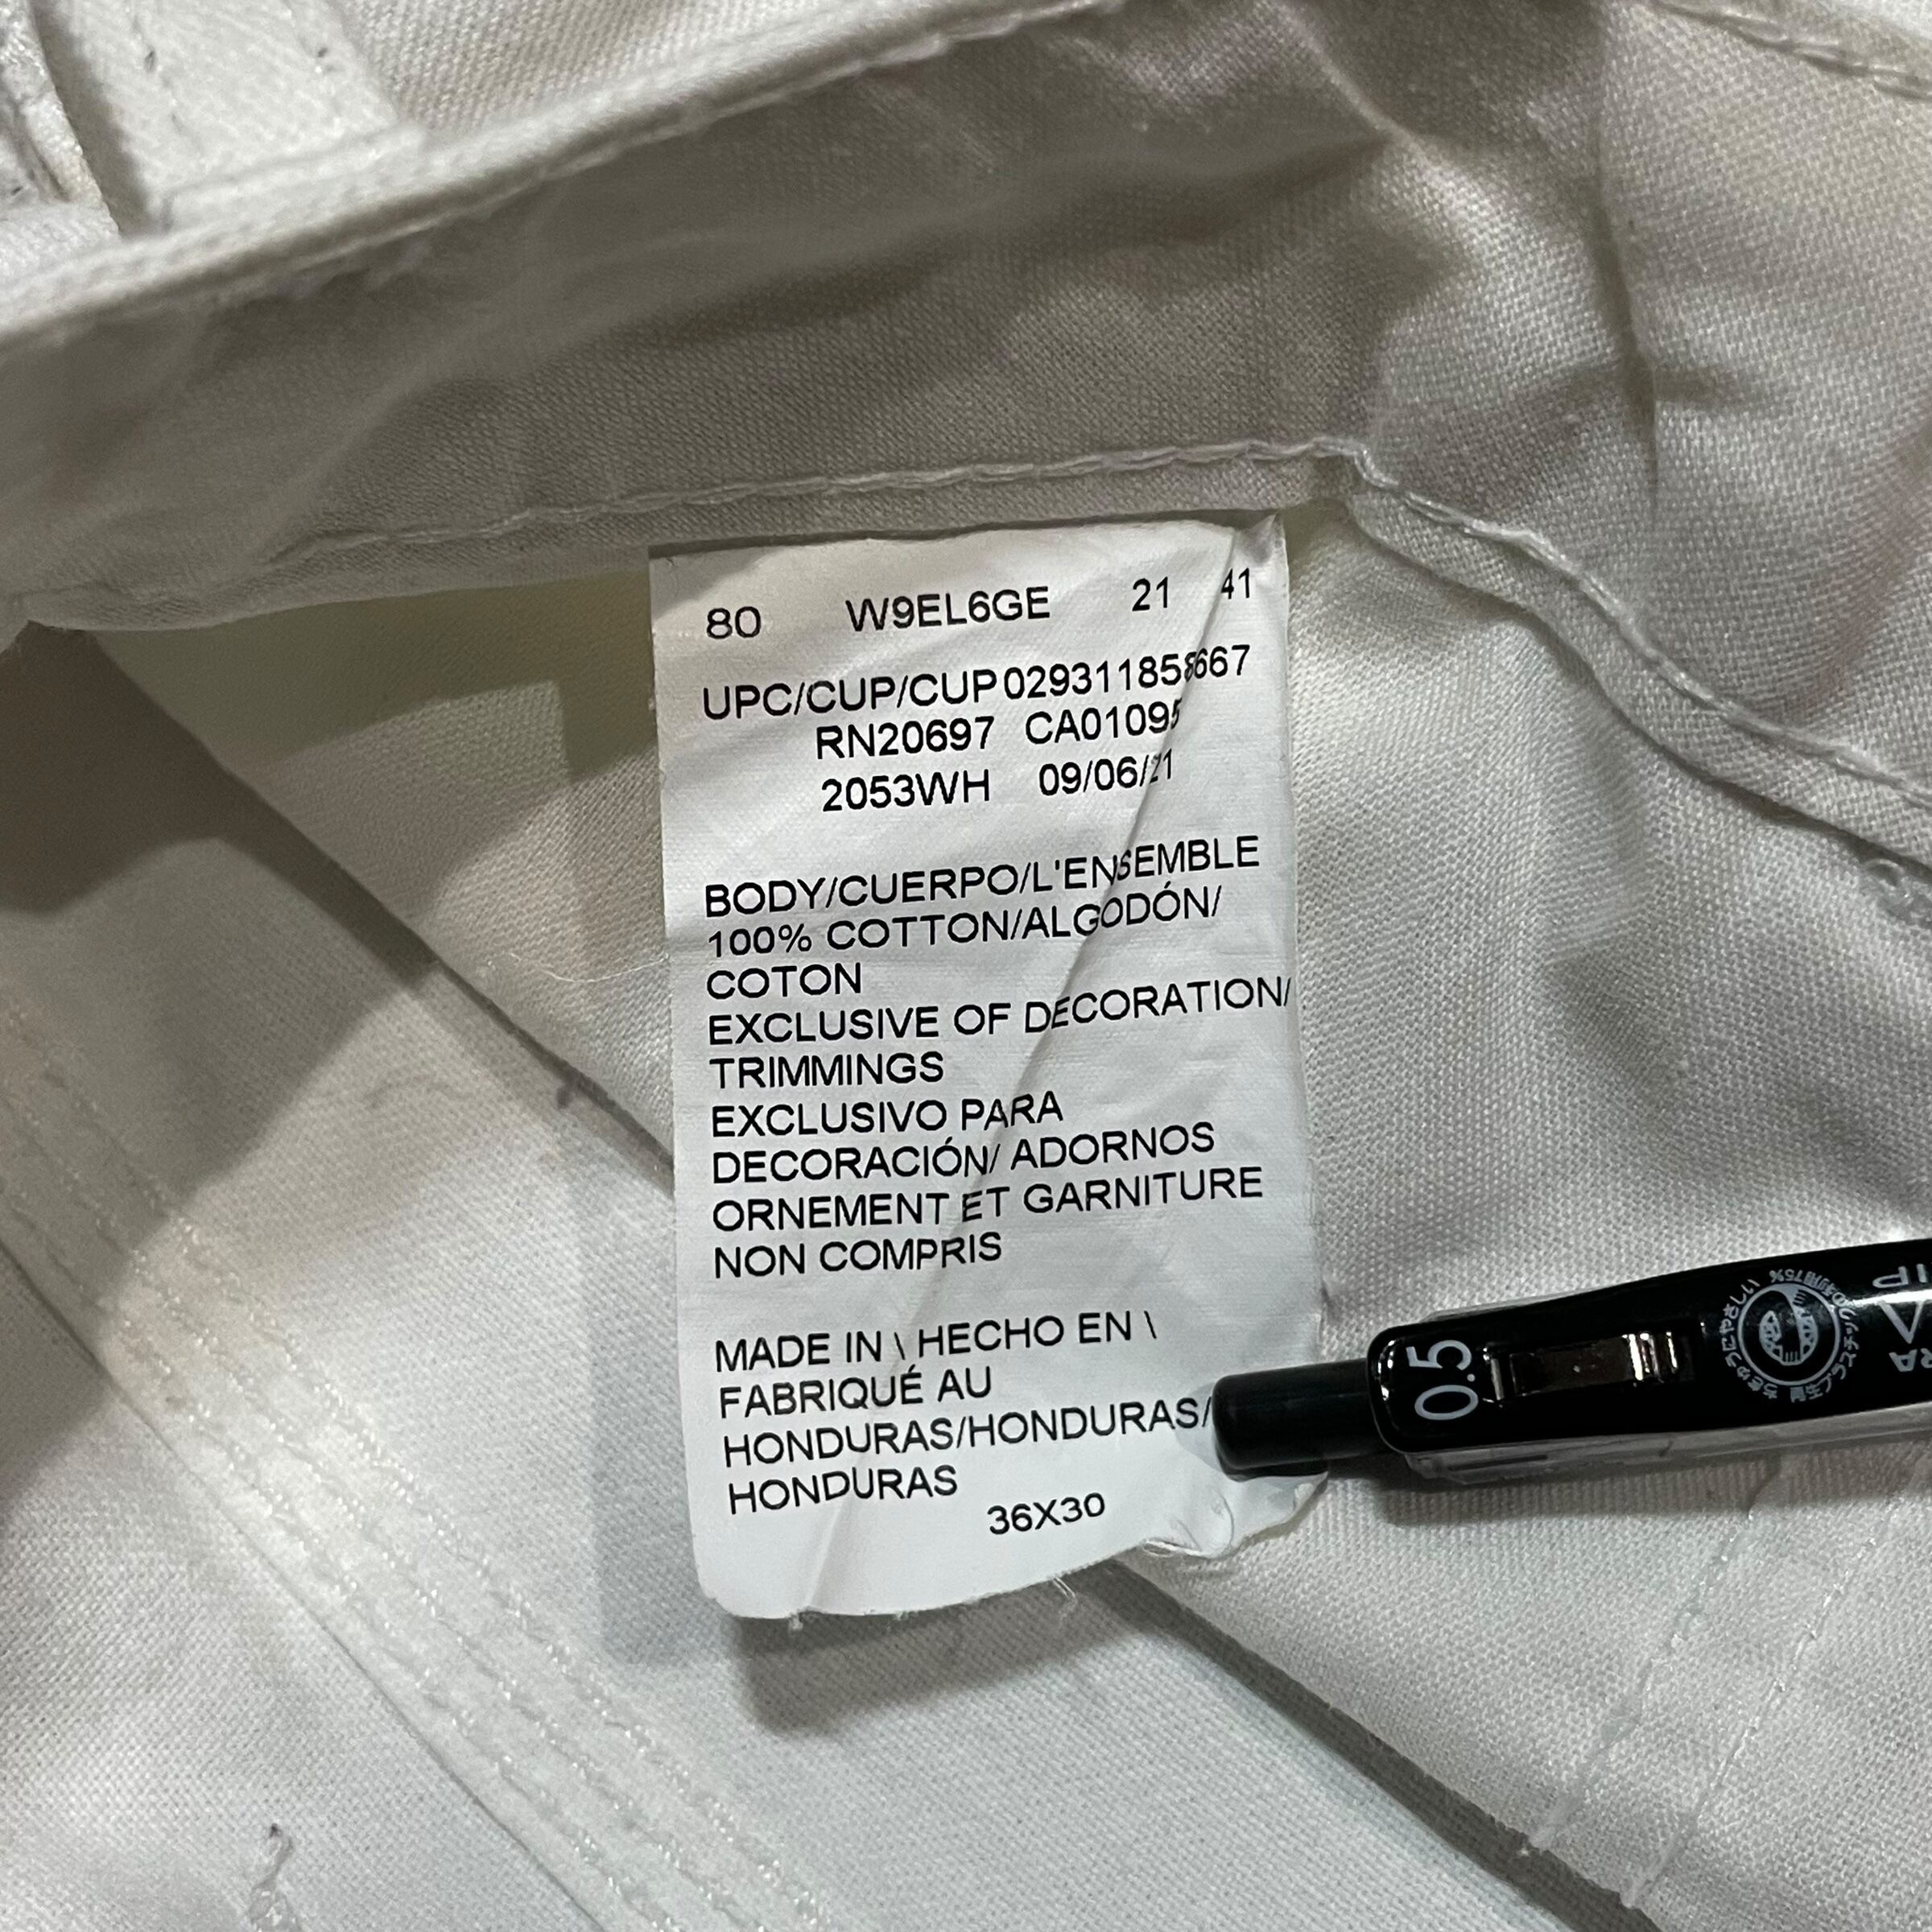 80 W9EL6GE 21 41
UPC/CUP/CUP 029311858667
RN20697 CA01095
2053WH 09/06/21
BODY/CUERPO/L'ENSEMBLE
100% COTTON/ALGODÓN/
COTON
EXCLUSIVE OF DECORATION/
TRIMMINGS
EXCLUSIVO PARA
DECORACIÓN/ ADORNOS
ORNEMENT ET GARNITURE
NON COMPRIS
MADE IN \ HECHO EN \
FABRIQUÉ AU
HONDURAS/HONDURAS/
HONDURAS
36X30
0.5